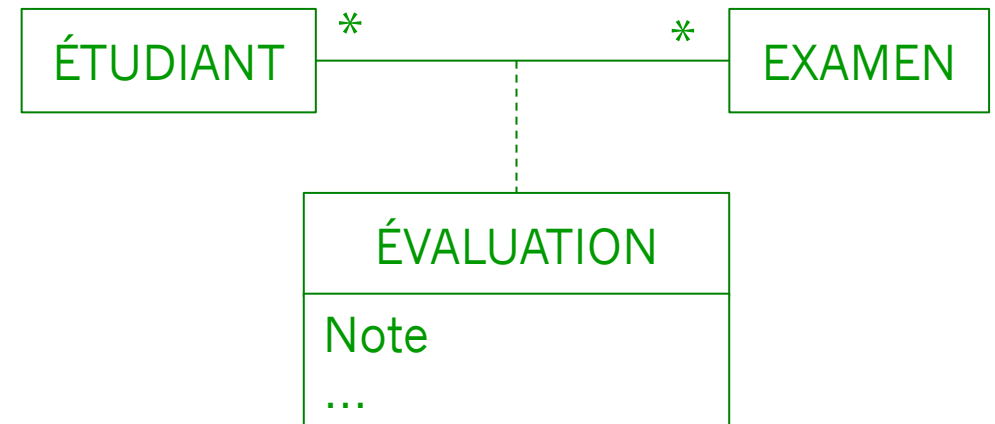 * *
ÉTUDIANT EXAMEN
ÉVALUATION
Note
...